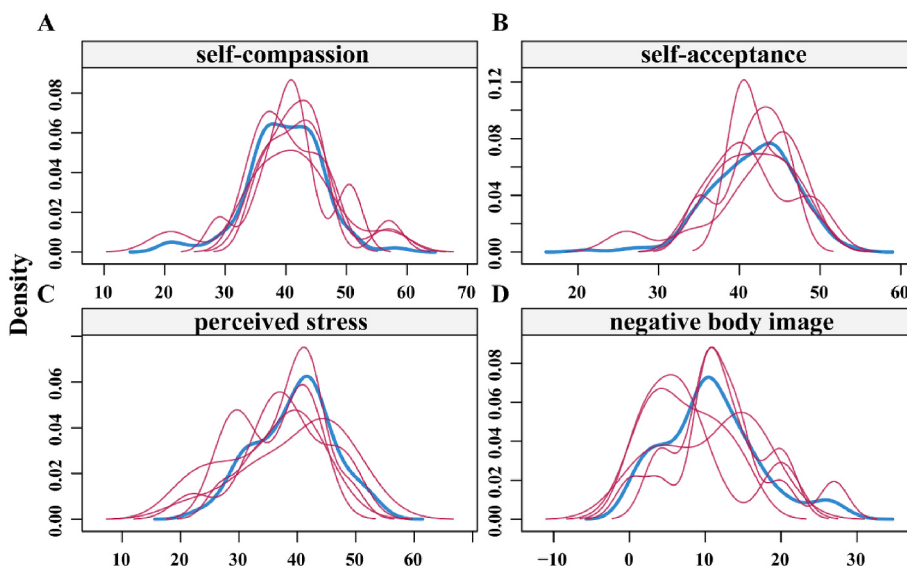 A
self-compassion
0.00 0.02 0.04 0.06 0.08
10 20 30 40 50 60 70
B
self-acceptance
0.00 0.04 0.08 0.12
20 30 40 50 60
Density
C
perceived stress
0.00 0.02 0.04 0.06
10 20 30 40 50 60
D
negative body image
0.00 0.02 0.04 0.06 0.08
−10 0 10 20 30